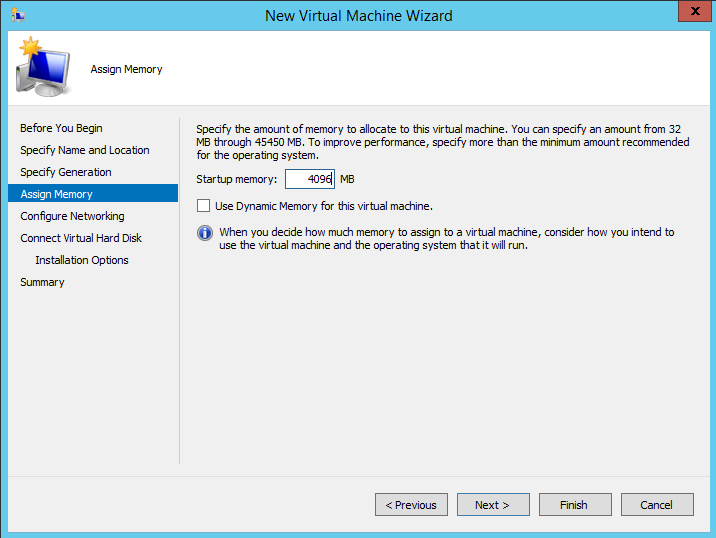 New Virtual Machine Wizard
Assign Memory
Before You Begin
Specify Name and Location
Specify Generation
Assign Memory
Configure Networking
Connect Virtual Hard Disk
Installation Options
Summary
Specify the amount of memory to allocate to this virtual machine. You can specify an amount from 32
MB through 45450 MB. To improve performance, specify more than the minimum amount recommended
for the operating system.
Startup memory: 4096 MB
Use Dynamic Memory for this virtual machine.
When you decide how much memory to assign to a virtual machine, consider how you intend to
use the virtual machine and the operating system that it will run.
< Previous Next > Finish Cancel